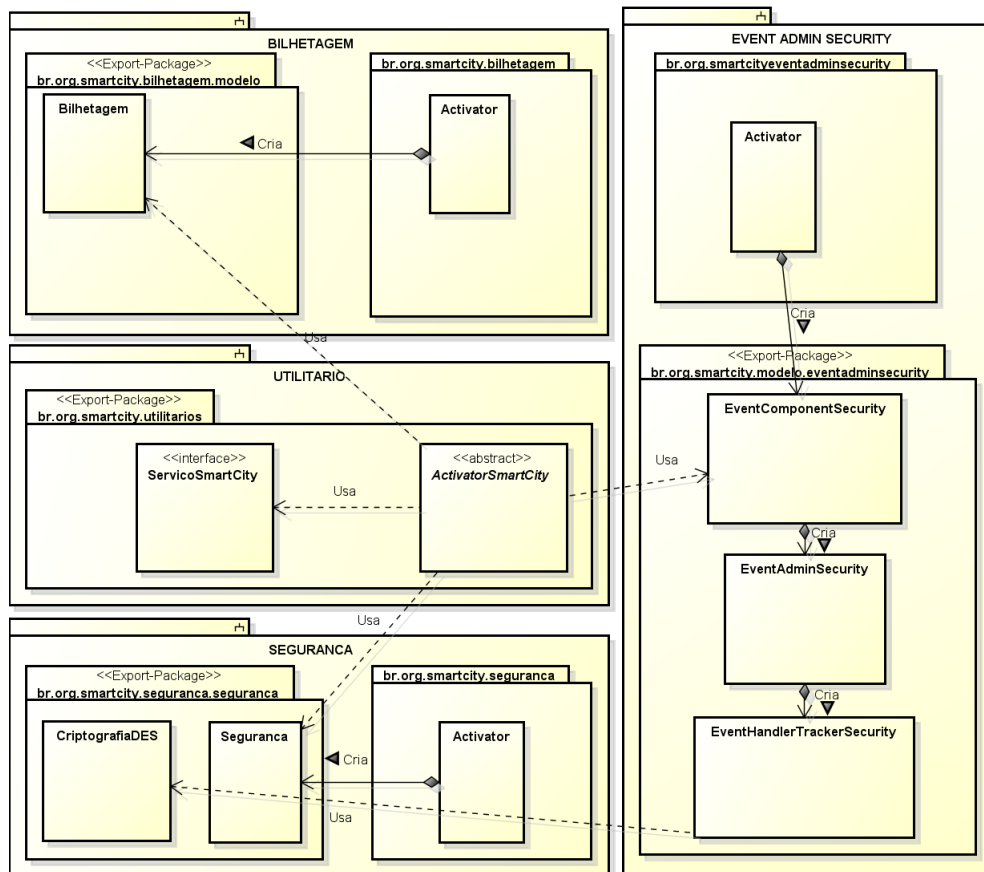 BILHETAGEM
<<Export-Package>>
br.org.smartcity.bilhetagem.modelo
Bilhetagem
br.org.smartcity.bilhetagem
Activator
Cria
Usa
UTILITARIO
<<Export-Package>>
br.org.smartcity.utilitarios
<<interface>>
ServicoSmartCity
<<abstract>>
ActivatorSmartCity
Usa
Usa
Usa
SEGURANCA
<<Export-Package>>
br.org.smartcity.seguranca.seguranca
CriptografiaDES
Seguranca
br.org.smartcity.seguranca
Activator
Cria
Usa
EVENT ADMIN SECURITY
br.org.smartcityeventadminsecurity
Activator
Cria
<<Export-Package>>
br.org.smartcity.modelo.eventadminsecurity
EventComponentSecurity
Cria
EventAdminSecurity
Cria
EventHandlerTrackerSecurity